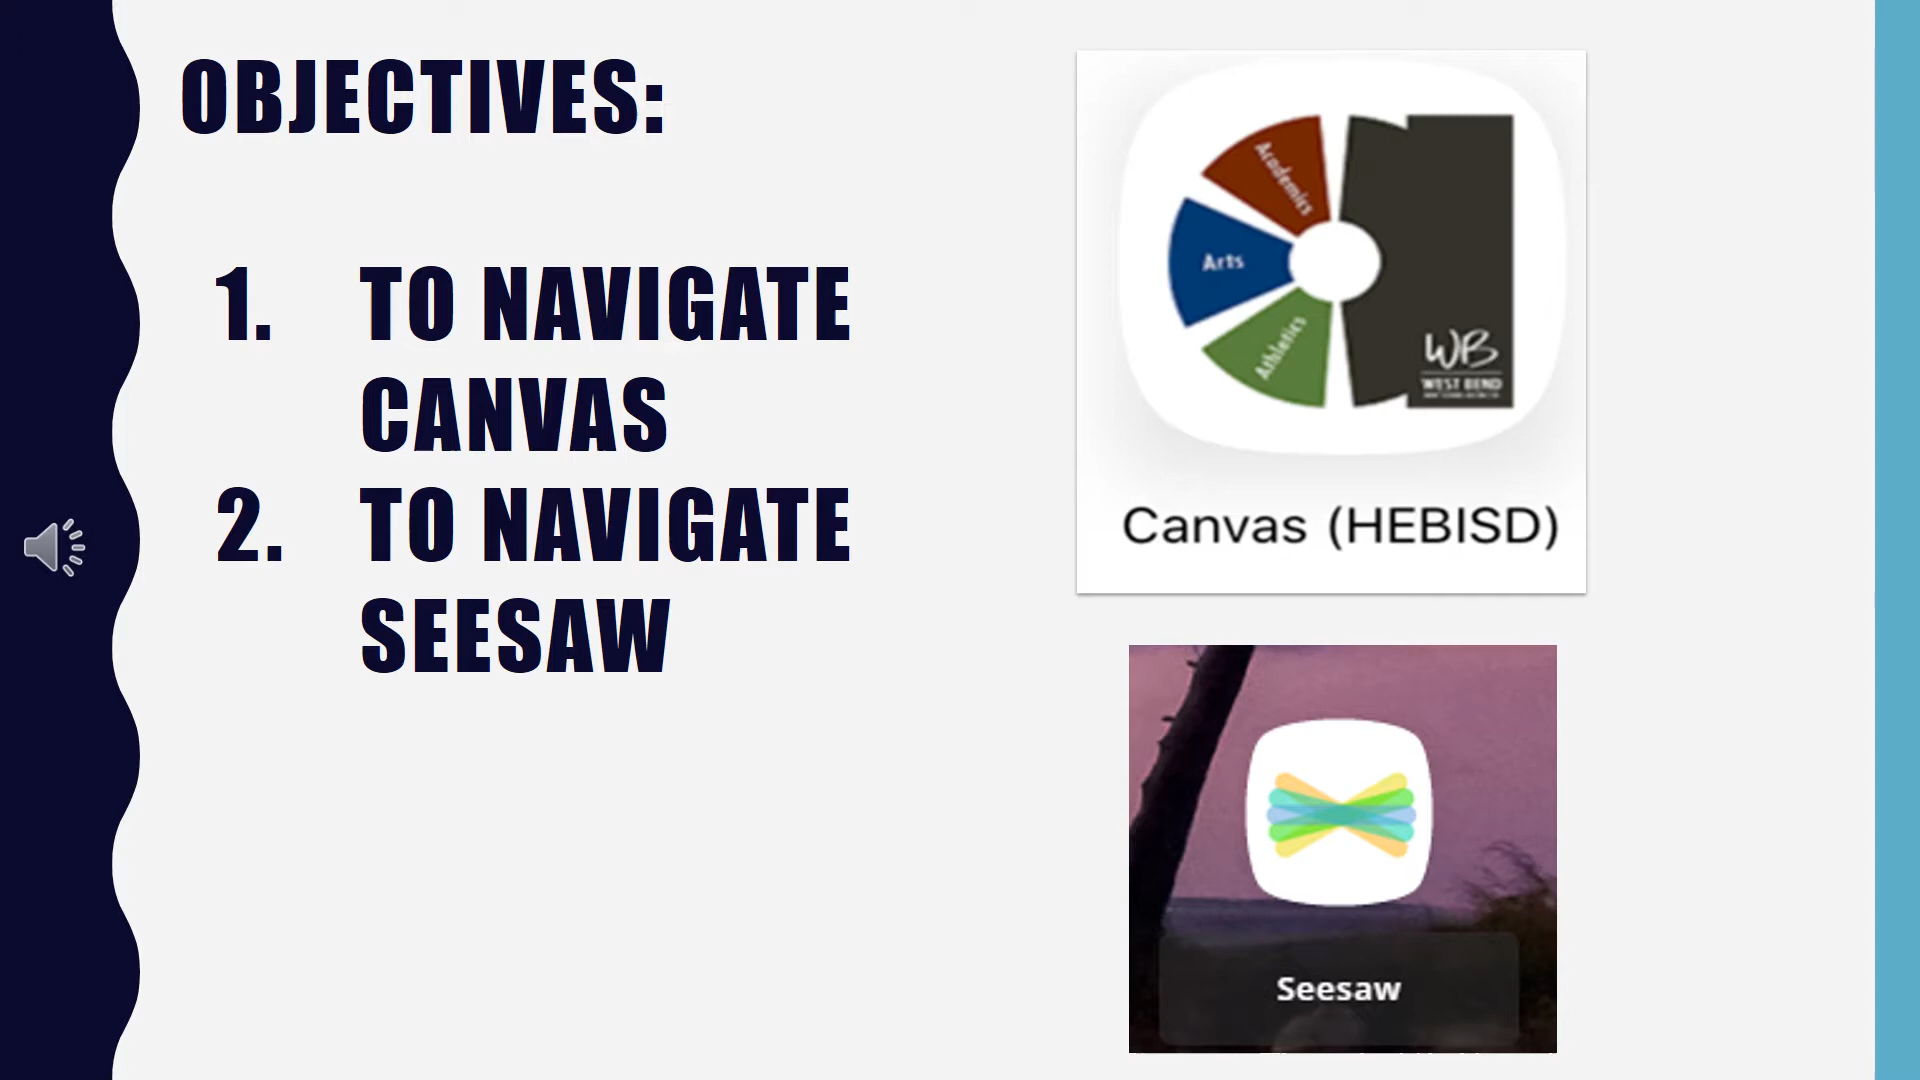 OBJECTIVES:
1. TO NAVIGATE
CANVAS
2. TO NAVIGATE
SEESAW
Academics
Arts
Athletics
WB
WEST BEND
Canvas (HEBISD)
Seesaw